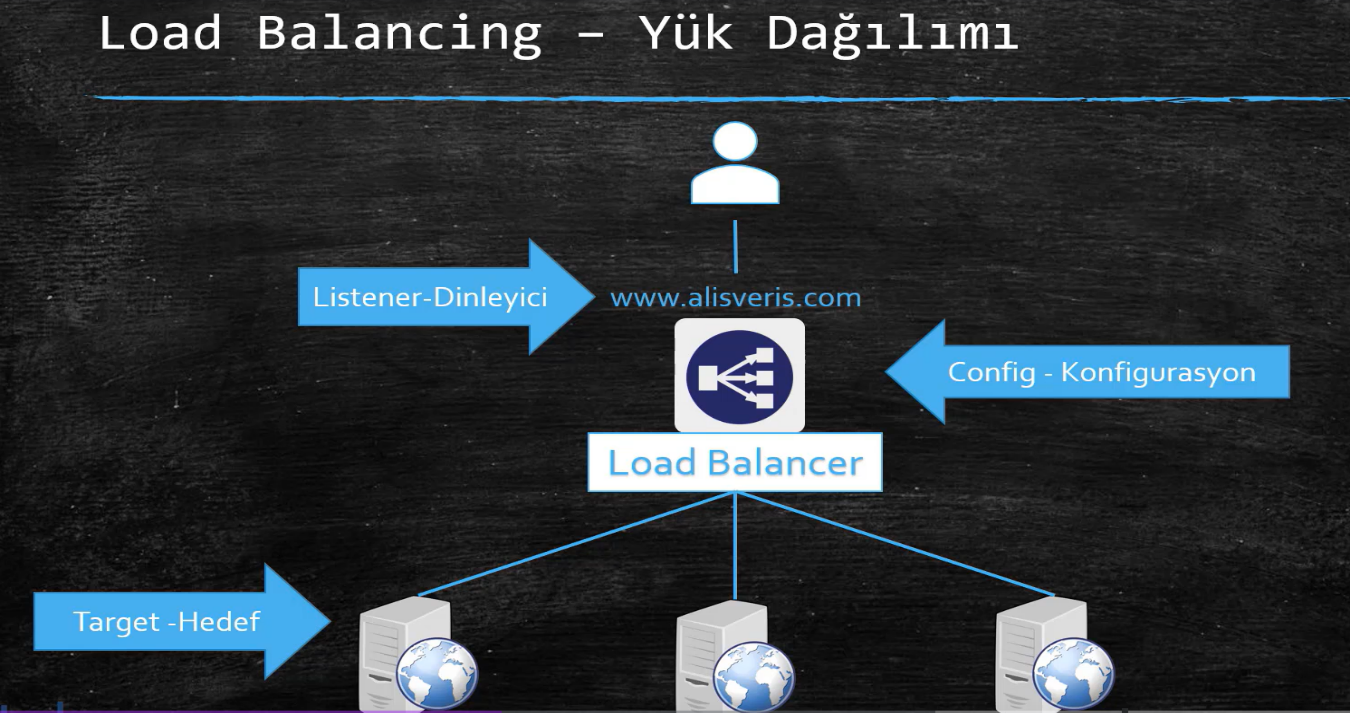 Load Balancing – Yük Dağılımı
Listener-Dinleyici
www.alisveris.com
Config - Konfigurasyon
Load Balancer
Target -Hedef